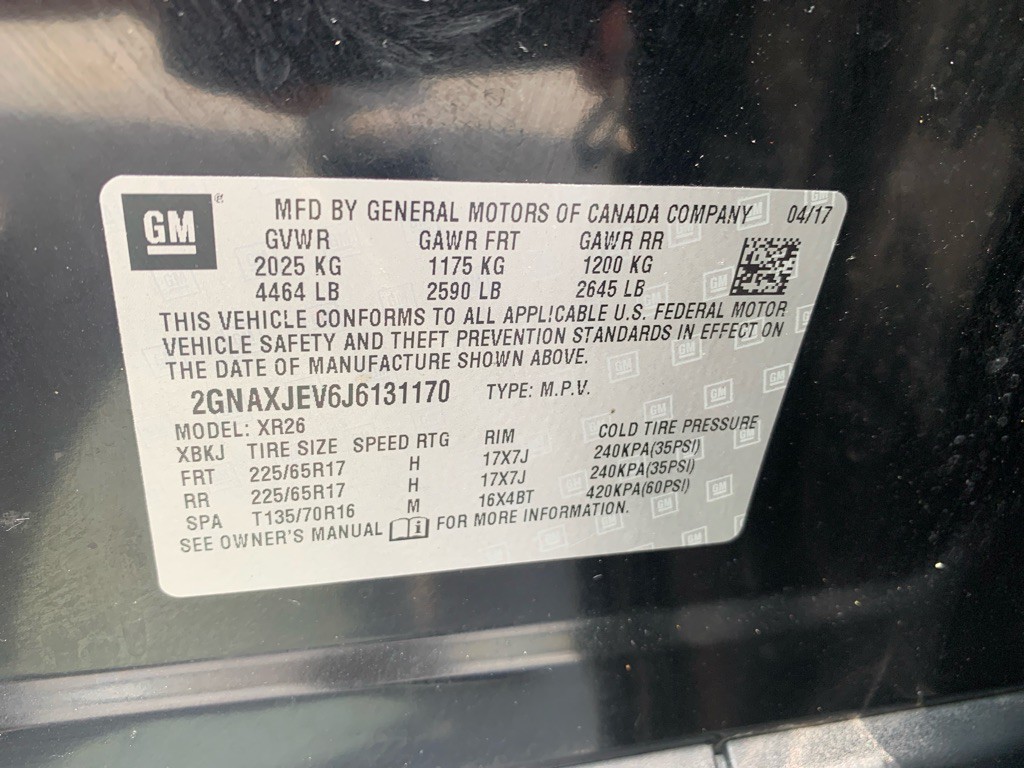 GM®
MFD BY GENERAL MOTORS OF CANADA COMPANY 04/17
GVWR GAWR FRT GAWR RR
2025 KG 1175 KG 1200 KG
4464 LB 2590 LB 2645 LB
THIS VEHICLE CONFORMS TO ALL APPLICABLE U.S. FEDERAL MOTOR
VEHICLE SAFETY AND THEFT PREVENTION STANDARDS IN EFFECT ON
THE DATE OF MANUFACTURE SHOWN ABOVE.
2GNAXJEV6J6131170 TYPE: M.P.V.
MODEL: XR26
XBKJ TIRE SIZE SPEED RTG RIM COLD TIRE PRESSURE
FRT 225/65R17 H 17X7J 240KPA(35PSI)
RR 225/65R17 H 17X7J 240KPA(35PSI)
SPA T135/70R16 M 16X4BT 420KPA(60PSI)
SEE OWNER'S MANUAL FOR MORE INFORMATION.